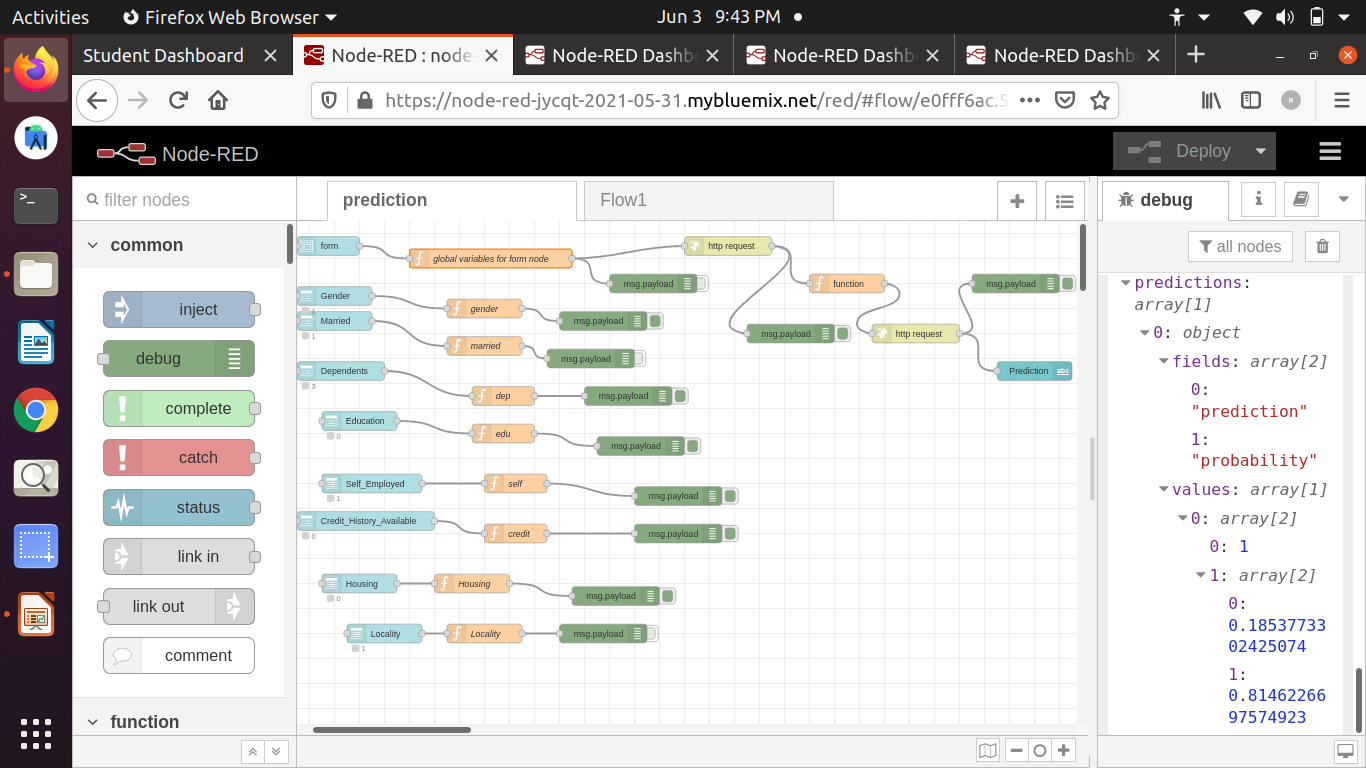 Activities
Firefox Web Browser
Jun 3 9:43 PM
Student Dashboard
Node-RED : node-
Node-RED Dashb
Node-RED Dashb
Node-RED Dashb
https://node-red-jycqt-2021-05-31.mybluemix.net/red/#flow/e0fff6ac.5
R
Node-RED
Deploy
filter nodes
prediction
Flow1
debug
i
all nodes
common
inject
debug
complete
catch
status
link in
link out
comment
function
form
global variables for form node
http request
msg.payload
function
msg.payload
Gender
1
gender
msg.payload
msg.payload
http request
Married
1
married
msg.payload
Dependents
3
Prediction
abc
dep
msg.payload
Education
0
edu
msg.payload
Self_Employed
1
self
msg.payload
Credit_History_Available
0
credit
msg.payload
Housing
0
Housing
msg.payload
Locality
1
Locality
msg.payload
predictions:
array[1]
0: object
fields: array[2]
0:
"prediction"
1:
"probability"
values: array[1]
0: array[2]
0: 1
1: array[2]
0:
0.18537733
02425074
1:
0.81462266
97574923